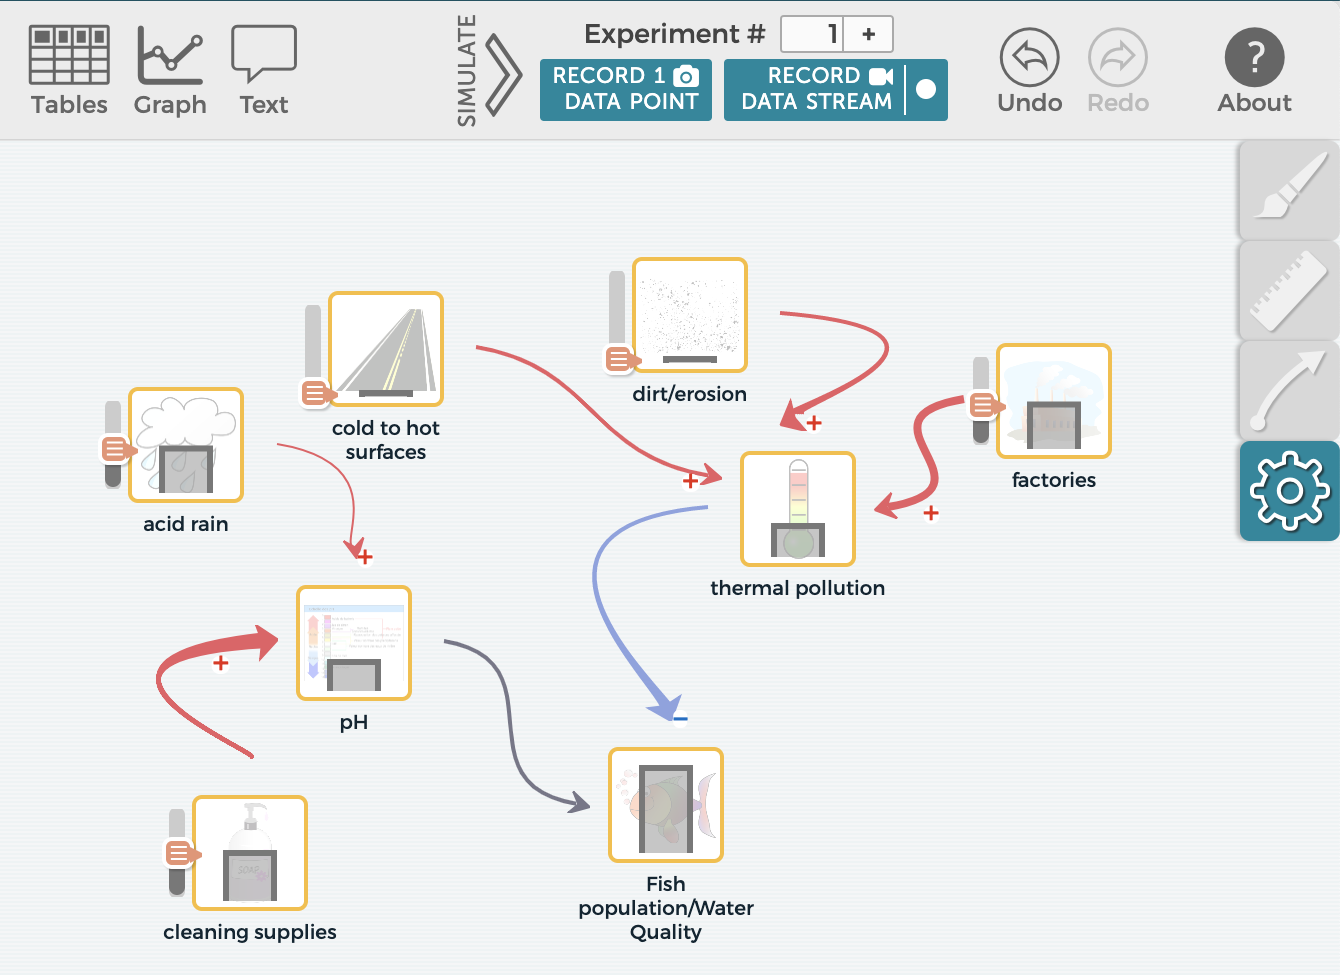 Tables
Graph
Text
SIMULATE
Experiment #
1
+
RECORD 1
DATA POINT
RECORD
DATA STREAM
Undo
Redo
?
About
dirt/erosion
cold to hot
surfaces
factories
acid rain
+
+
+
+
thermal pollution
+
pH
−
SOAP
Fish
population/Water
Quality
cleaning supplies